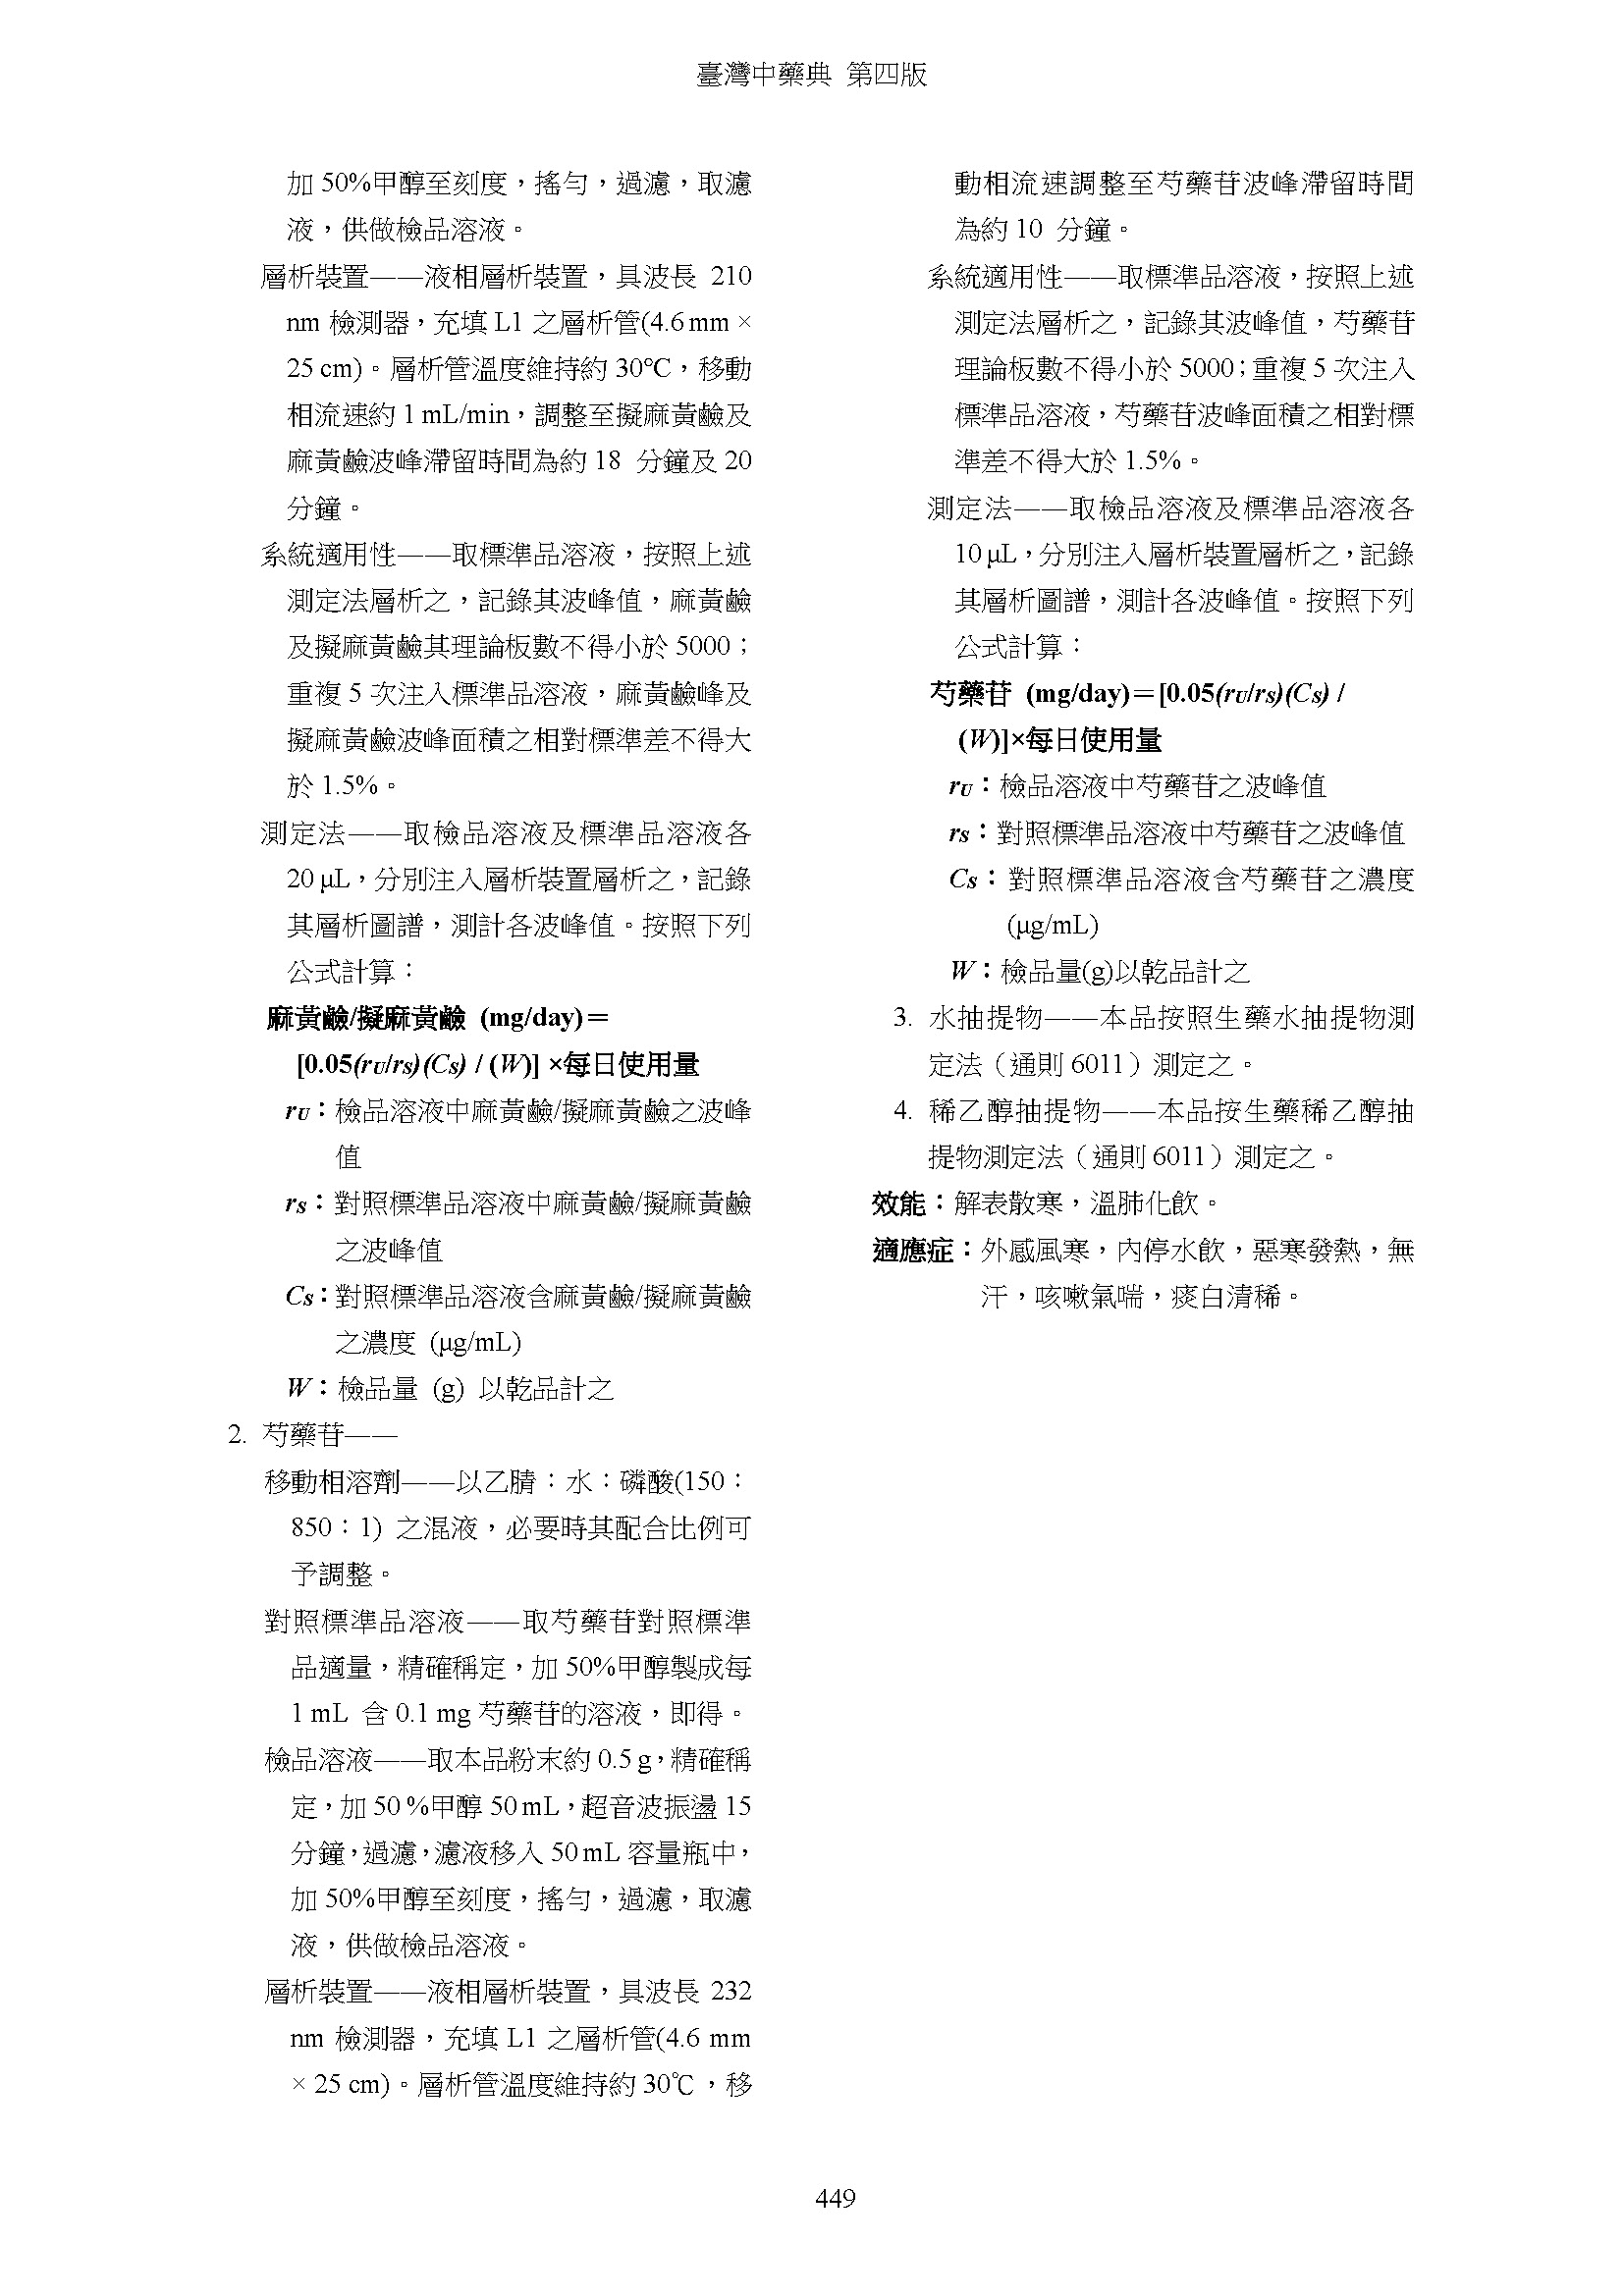 臺灣中藥典 第四版
加 50%甲醇至刻度，搖勻，過濾，取濾
液，供做檢品溶液。
層析裝置——液相層析裝置，具波長 210
nm 檢測器，充填 L1 之層析管(4.6 mm ×
25 cm)。層析管溫度維持約 30℃，移動
相流速約 1 mL/min，調整至擬麻黃鹼及
麻黃鹼波峰滯留時間為約 18 分鐘及 20
分鐘。
系統適用性——取標準品溶液，按照上述
測定法層析之，記錄其波峰值，麻黃鹼
及擬麻黃鹼其理論板數不得小於 5000；
重複 5 次注入標準品溶液，麻黃鹼峰及
擬麻黃鹼波峰面積之相對標準差不得大
於 1.5%。
測定法——取檢品溶液及標準品溶液各
20 μL，分別注入層析裝置層析之，記錄
其層析圖譜，測計各波峰值。按照下列
公式計算：
麻黃鹼/擬麻黃鹼 (mg/day)＝
[0.05(rU/rS)(CS) / (W)] ×每日使用量
rU：檢品溶液中麻黃鹼/擬麻黃鹼之波峰
值
rS：對照標準品溶液中麻黃鹼/擬麻黃鹼
之波峰值
CS：對照標準品溶液含麻黃鹼/擬麻黃鹼
之濃度 (μg/mL)
W：檢品量 (g) 以乾品計之
2. 芍藥苷——
移動相溶劑——以乙腈：水：磷酸(150：
850：1) 之混液，必要時其配合比例可
予調整。
對照標準品溶液——取芍藥苷對照標準
品適量，精確稱定，加 50%甲醇製成每
1 mL 含 0.1 mg 芍藥苷的溶液，即得。
檢品溶液——取本品粉末約 0.5 g，精確稱
定，加 50 %甲醇 50 mL，超音波振盪 15
分鐘，過濾，濾液移入 50 mL 容量瓶中，
加 50%甲醇至刻度，搖勻，過濾，取濾
液，供做檢品溶液。
層析裝置——液相層析裝置，具波長 232
nm 檢測器，充填 L1 之層析管(4.6 mm
× 25 cm)。層析管溫度維持約 30℃，移
動相流速調整至芍藥苷波峰滯留時間
為約 10 分鐘。
系統適用性——取標準品溶液，按照上述
測定法層析之，記錄其波峰值，芍藥苷
理論板數不得小於 5000；重複 5 次注入
標準品溶液，芍藥苷波峰面積之相對標
準差不得大於 1.5%。
測定法——取檢品溶液及標準品溶液各
10 μL，分別注入層析裝置層析之，記錄
其層析圖譜，測計各波峰值。按照下列
公式計算：
芍藥苷 (mg/day)＝[0.05(rU/rS)(CS) /
(W)]×每日使用量
rU：檢品溶液中芍藥苷之波峰值
rS：對照標準品溶液中芍藥苷之波峰值
CS：對照標準品溶液含芍藥苷之濃度
(μg/mL)
W：檢品量(g)以乾品計之
3. 水抽提物——本品按照生藥水抽提物測
定法（通則 6011）測定之。
4. 稀乙醇抽提物——本品按生藥稀乙醇抽
提物測定法（通則 6011）測定之。
效能：解表散寒，溫肺化飲。
適應症：外感風寒，內停水飲，惡寒發熱，無
汗，咳嗽氣喘，痰白清稀。
449